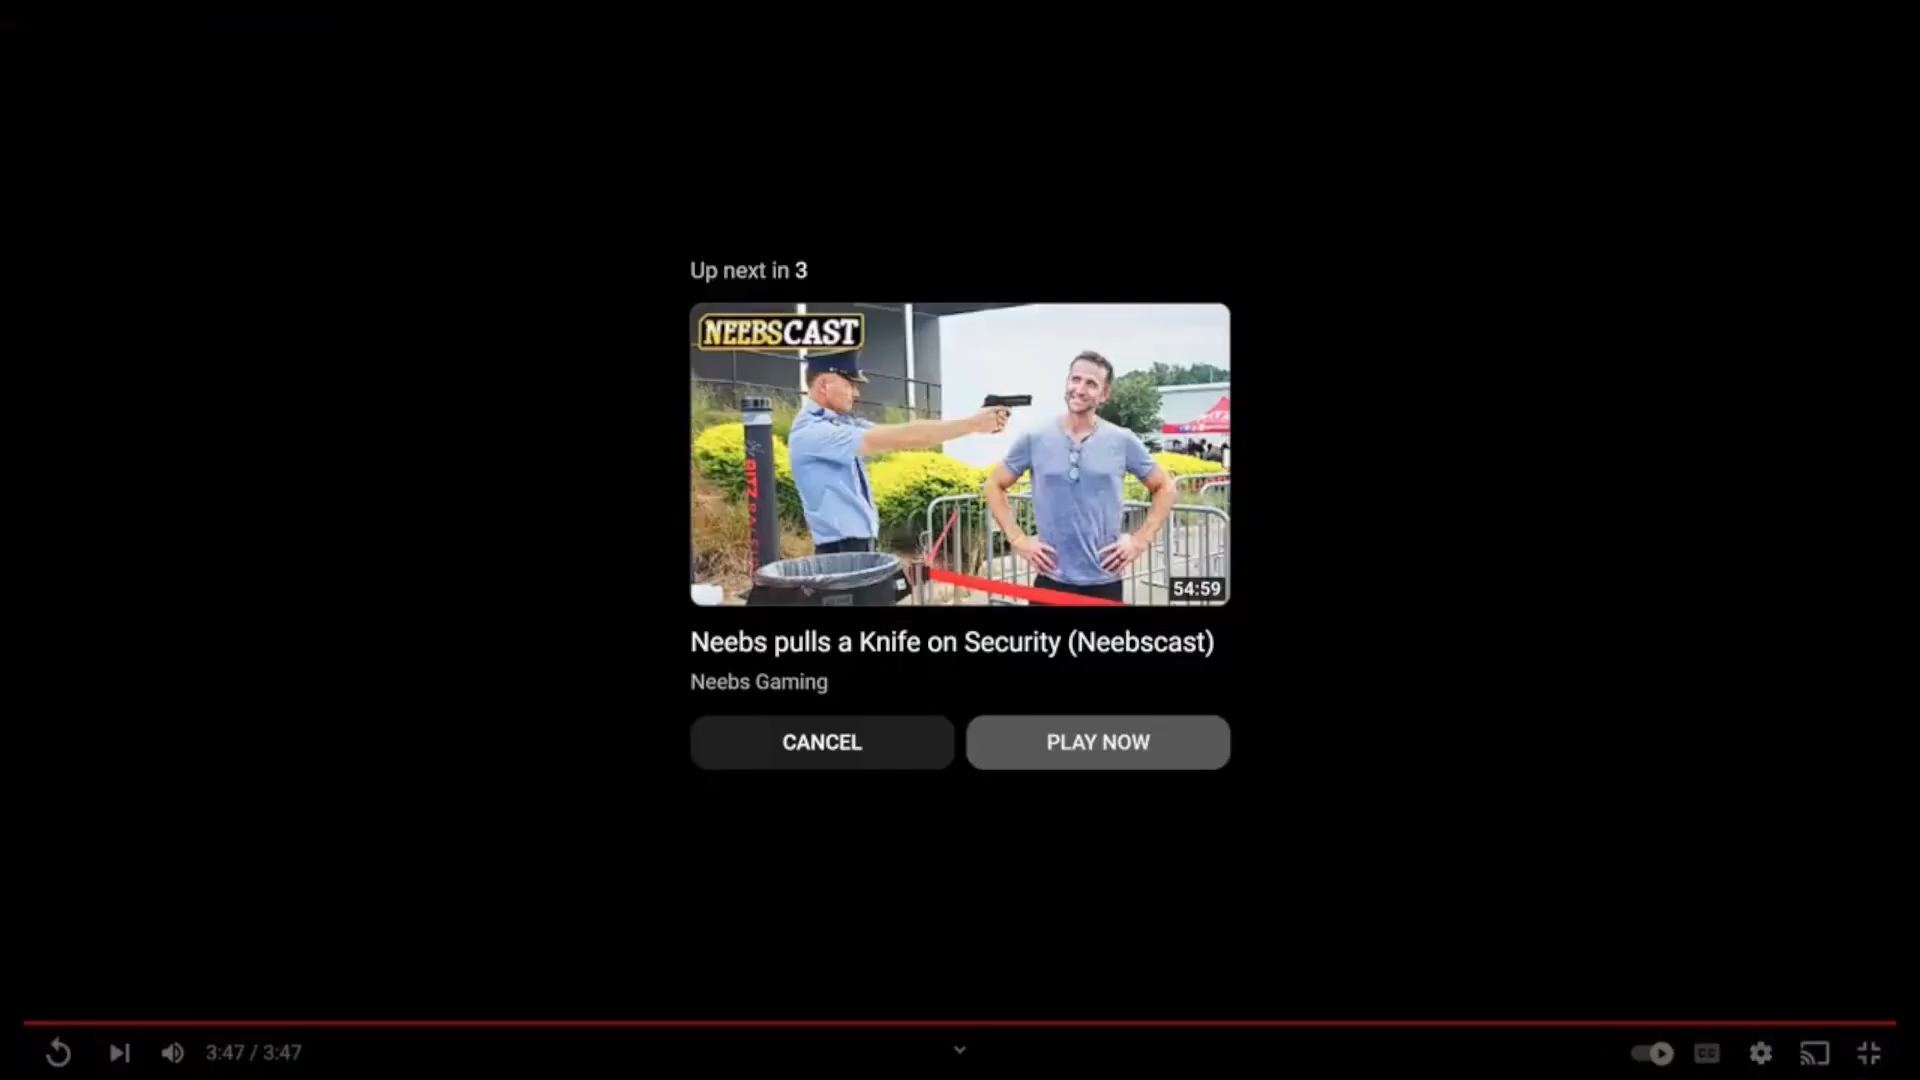 Up next in 3
NEEBSCAST
54:59
Neebs pulls a Knife on Security (Neebscast)
Neebs Gaming
CANCEL
PLAY NOW
3:47 / 3:47
CC